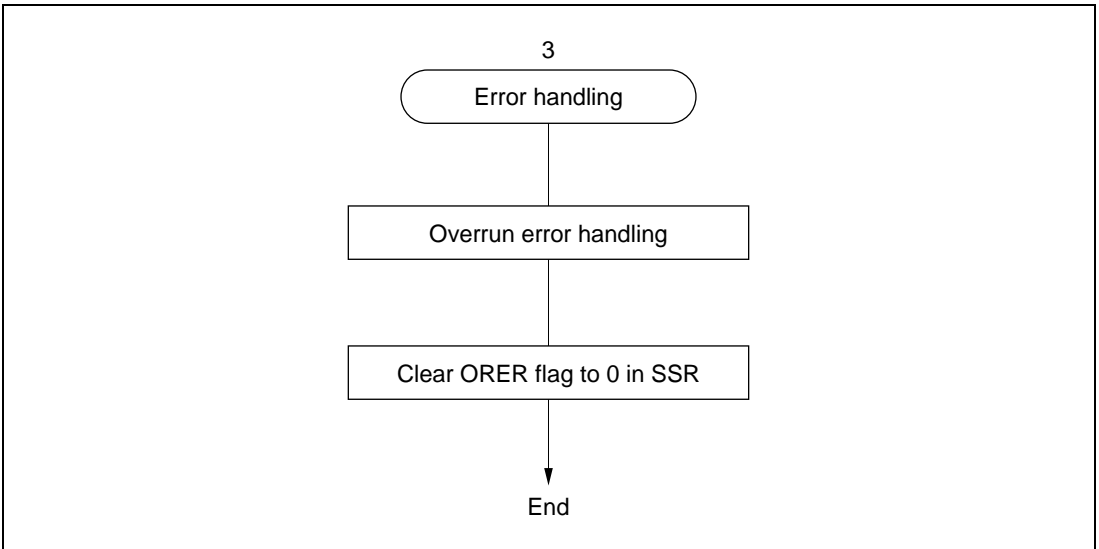 3
Error handling
Overrun error handling
Clear ORER flag to 0 in SSR
End